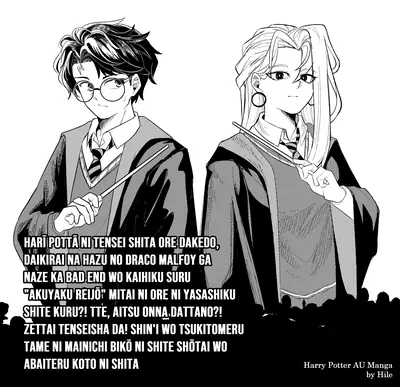 HARĪ POTTĀ NI TENSEI SHITA ORE DAKEDO,
DAIKIRAI NA HAZU NO DRACO MALFOY GA
NAZE KA BAD END WO KAIHIKU SURU
"AKUYAKU REIJŌ" MITAI NI ORE NI YASASHIKU
SHITE KURU?! TTE, AITSU ONNA DATTANO?!
ZETTAI TENSEISHA DA! SHIN'I WO TSUKITOMERU
TAME NI MAINICHI BIKŌ NI SHITE SHŌTAI WO
ABAITERU KOTO NI SHITA
Harry Potter AU Manga
by Hile